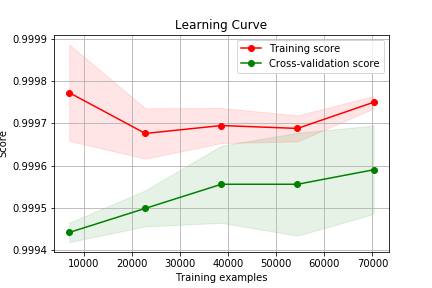 Learning Curve
Training score
Cross-validation score
0.9999
0.9998
0.9997
0.9996
0.9995
0.9994
Score
10000 20000 30000 40000 50000 60000 70000
Training examples